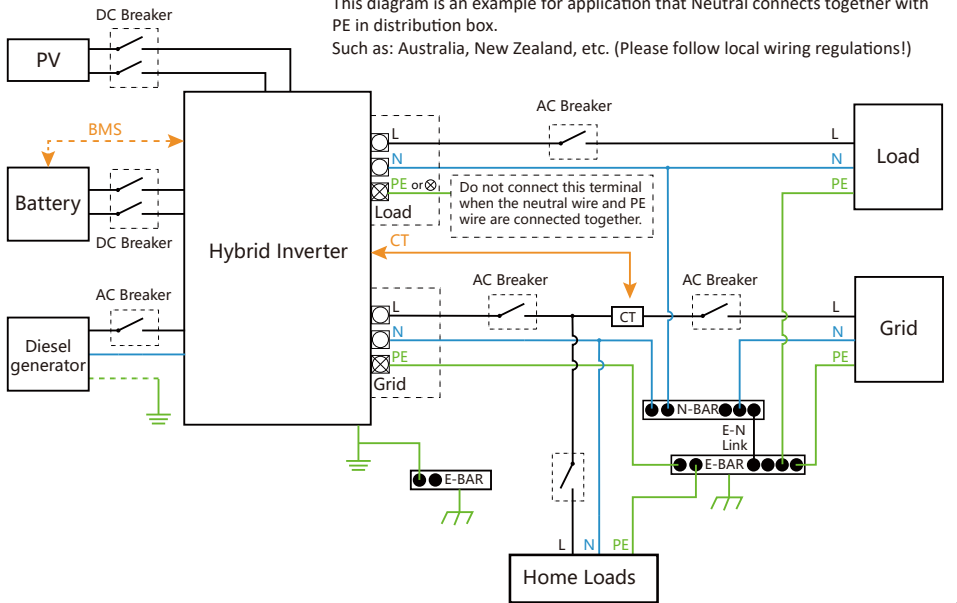 This diagram is an example for application that Neutral connects together with
PE in distribution box.
Such as: Australia, New Zealand, etc. (Please follow local wiring regulations!)
DC Breaker
PV
BMS
Battery
DC Breaker
AC Breaker
Diesel
generator
Hybrid Inverter
L
N
PE or
Load
Do not connect this terminal
when the neutral wire and PE
wire are connected together.
AC Breaker
L
N
PE
Load
CT
L
N
PE
Grid
AC Breaker
CT
AC Breaker
L
N
PE
Grid
N-BAR
E-N
Link
E-BAR
E-BAR
L
N
PE
Home Loads